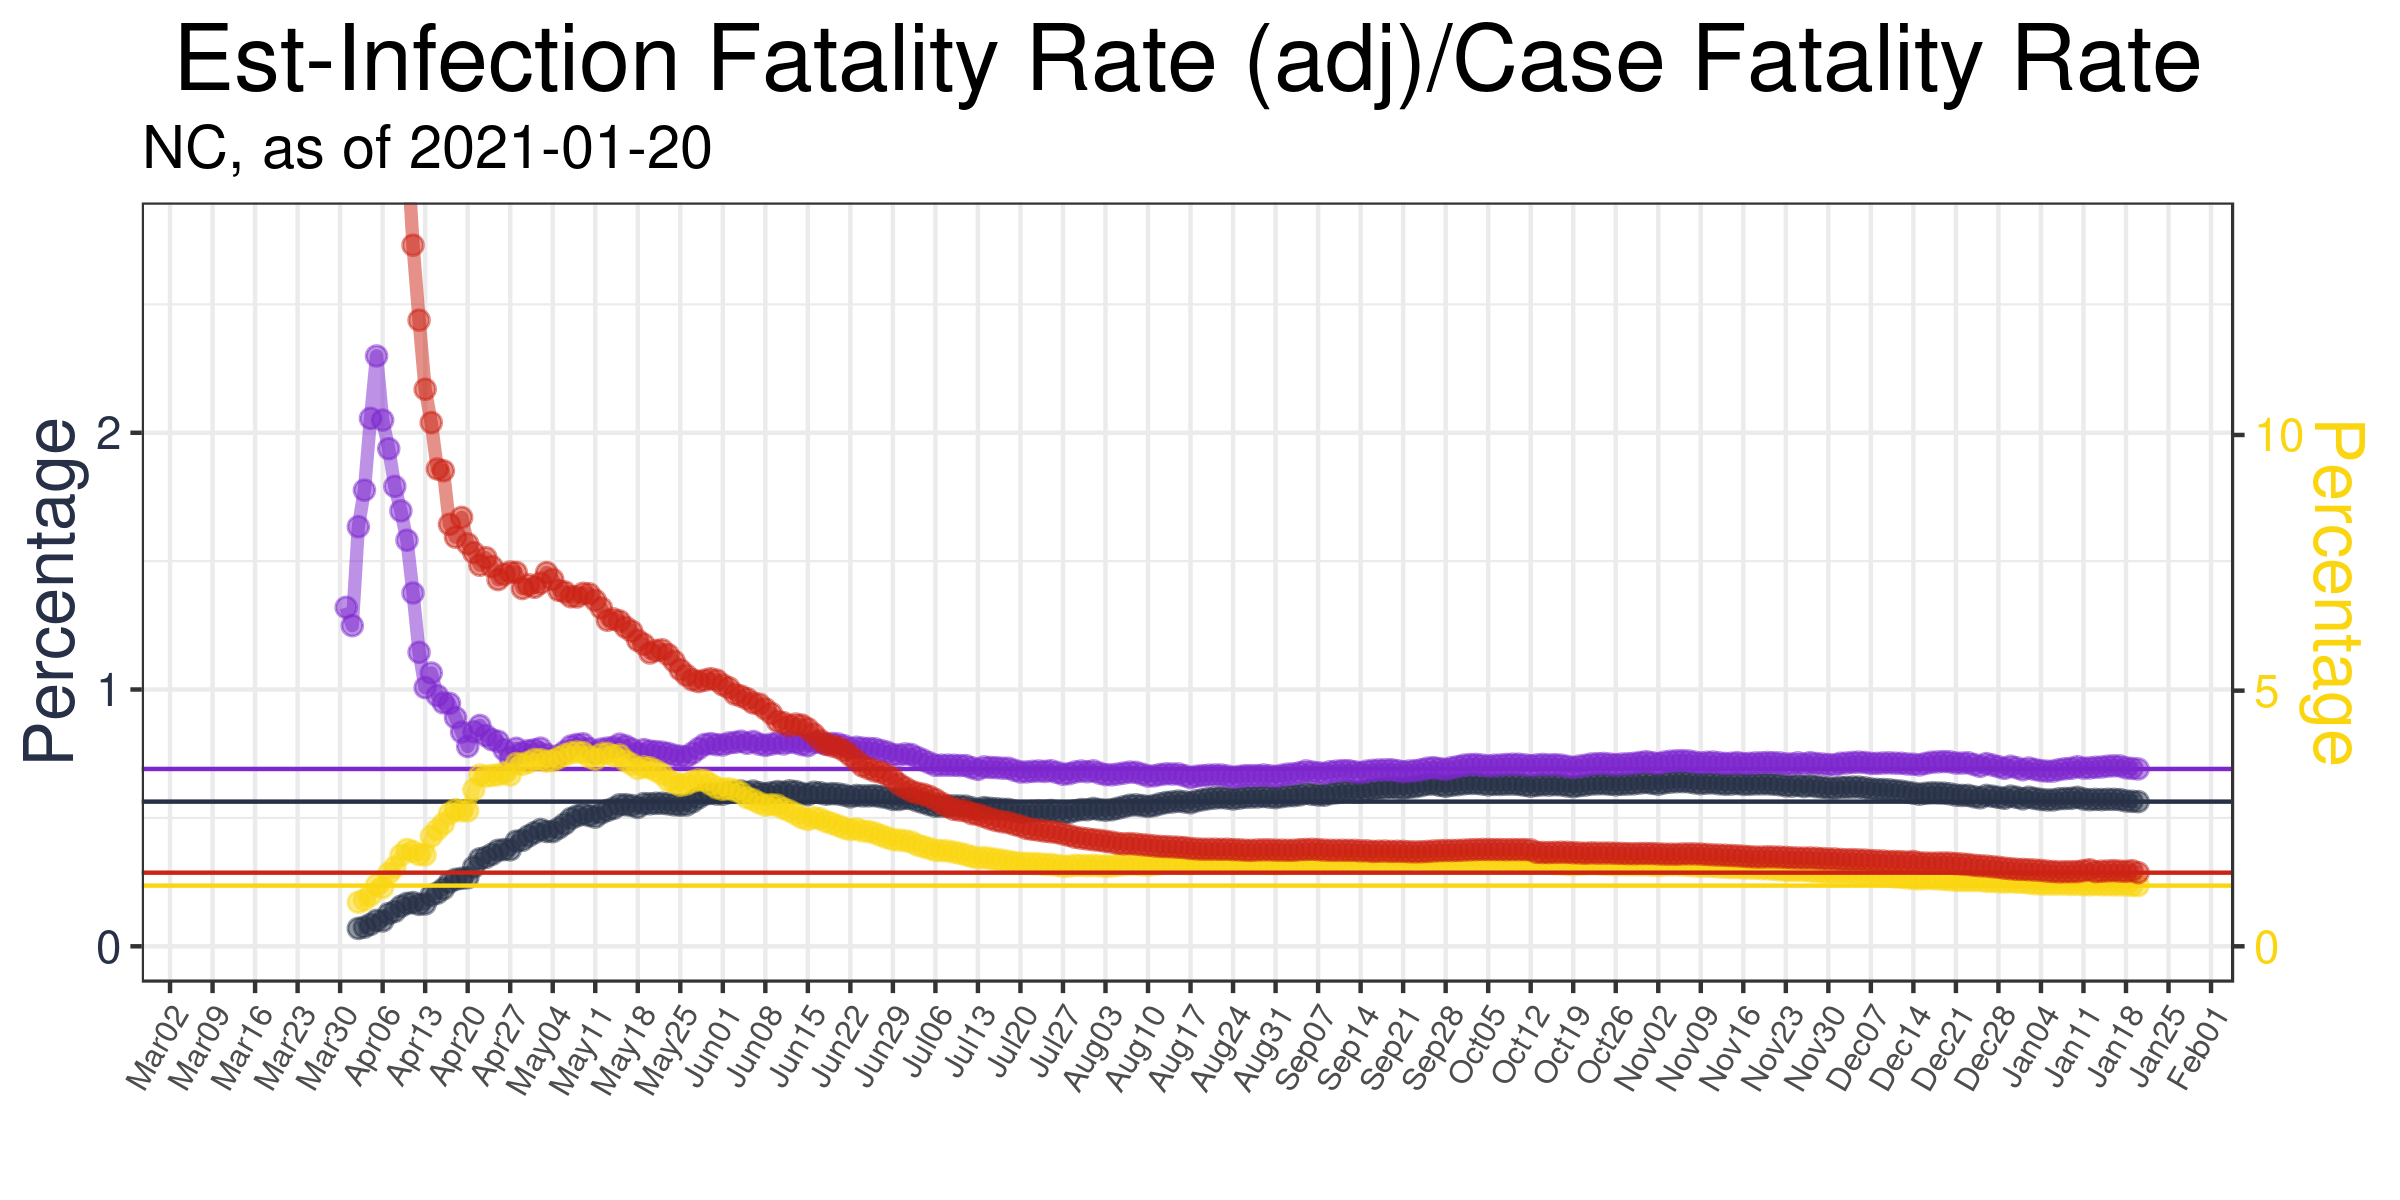 Est-Infection Fatality Rate (adj)/Case Fatality Rate
NC, as of 2021-01-20
Percentage
2
1
0
10
5
0
Percentage
Mar02
Mar09
Mar16
Mar23
Mar30
Apr06
Apr13
Apr20
Apr27
May04
May11
May18
May25
Jun01
Jun08
Jun15
Jun22
Jun29
Jul06
Jul13
Jul20
Jul27
Aug03
Aug10
Aug17
Aug24
Aug31
Sep07
Sep14
Sep21
Sep28
Oct05
Oct12
Oct19
Oct26
Nov02
Nov09
Nov16
Nov23
Nov30
Dec07
Dec14
Dec21
Dec28
Jan04
Jan11
Jan18
Jan25
Feb01